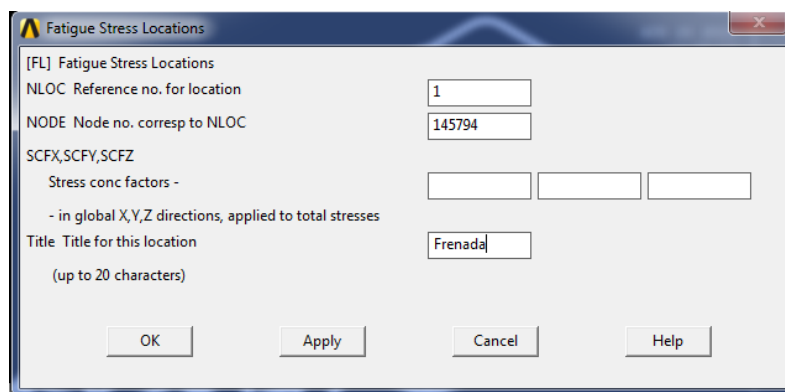 Fatigue Stress Locations
[FL] Fatigue Stress Locations
NLOC Reference no. for location 1
NODE Node no. corresp to NLOC 145794
SCFX,SCFY,SCFZ
Stress conc factors -
- in global X,Y,Z directions, applied to total stresses
Title Title for this location Frenada
(up to 20 characters)
OK Apply Cancel Help